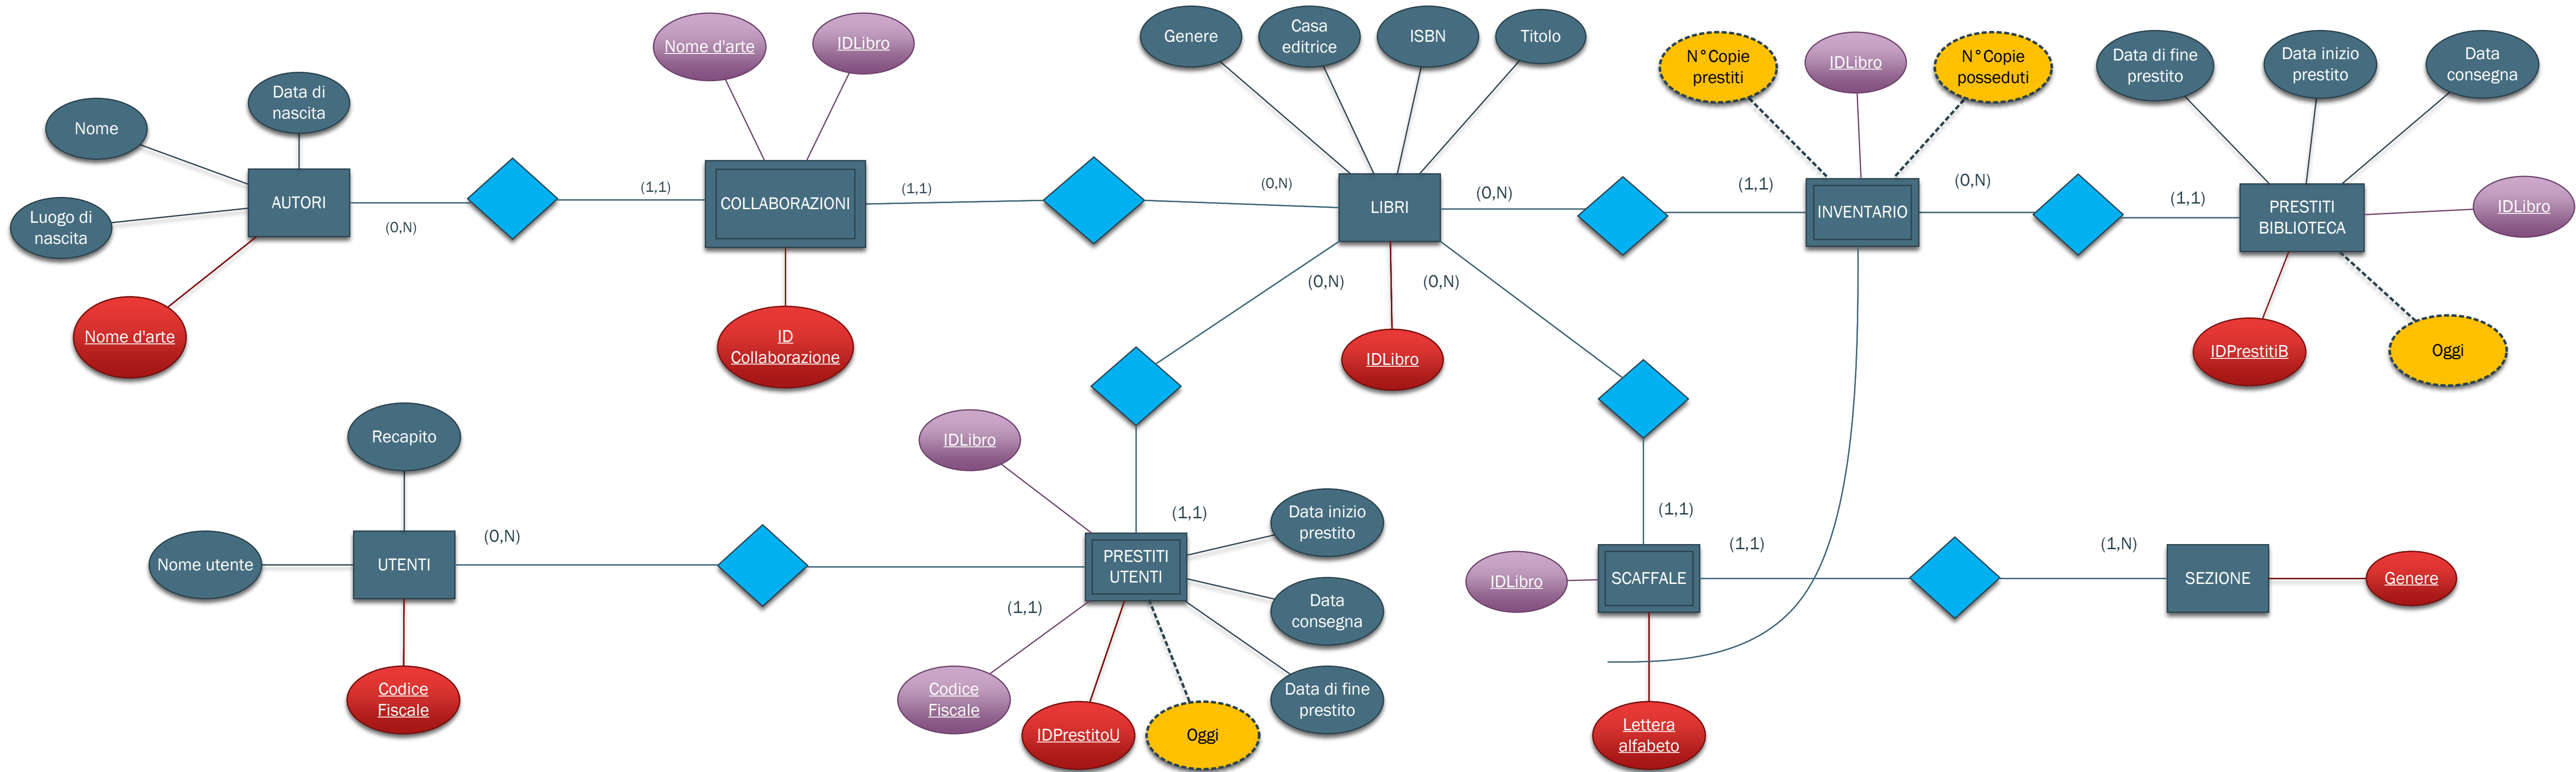 Nome d'arte
IDLibro
Genere
Casa
editrice
ISBN
Titolo
N°Copie
prestiti
IDLibro
N°Copie
posseduti
Data di fine
prestito
Data inizio
prestito
Data
consegna
Nome
Data di
nascita
Luogo di
nascita
AUTORI
(0,N)
(1,1)
COLLABORAZIONI
(1,1)
(0,N)
LIBRI
(0,N)
(1,1)
INVENTARIO
(0,N)
(1,1)
PRESTITI
BIBLIOTECA
IDLibro
Nome d'arte
ID
Collaborazione
(0,N)
(0,N)
IDLibro
IDPrestitiB
Oggi
Recapito
IDLibro
Nome utente
UTENTI
(0,N)
(1,1)
PRESTITI
UTENTI
Data inizio
prestito
Data
consegna
Data di fine
prestito
(1,1)
(1,1)
IDLibro
SCAFFALE
(1,1)
(1,N)
SEZIONE
Genere
Codice
Fiscale
Codice
Fiscale
IDPrestitoU
Oggi
Lettera
alfabeto